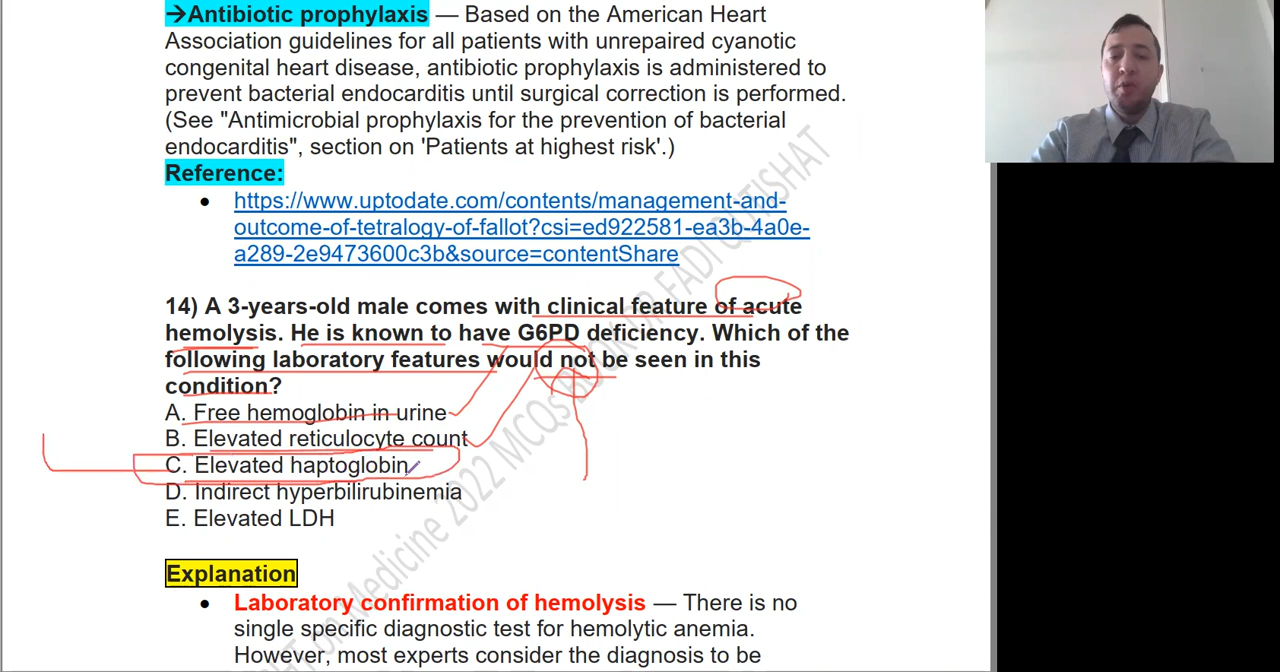 →Antibiotic prophylaxis — Based on the American Heart
Association guidelines for all patients with unrepaired cyanotic
congenital heart disease, antibiotic prophylaxis is administered to
prevent bacterial endocarditis until surgical correction is performed.
(See "Antimicrobial prophylaxis for the prevention of bacterial
endocarditis", section on 'Patients at highest risk'.)
Reference:
• https://www.uptodate.com/contents/management-and-
outcome-of-tetralogy-of-fallot?csi=ed922581-ea3b-4a0e-
a289-2e9473600c3b&source=contentShare
14) A 3-years-old male comes with clinical feature of acute
hemolysis. He is known to have G6PD deficiency. Which of the
following laboratory features would not be seen in this
condition?
A. Free hemoglobin in urine
B. Elevated reticulocyte count
C. Elevated haptoglobin
D. Indirect hyperbilirubinemia
E. Elevated LDH
Explanation
• Laboratory confirmation of hemolysis — There is no
single specific diagnostic test for hemolytic anemia.
However, most experts consider the diagnosis to be